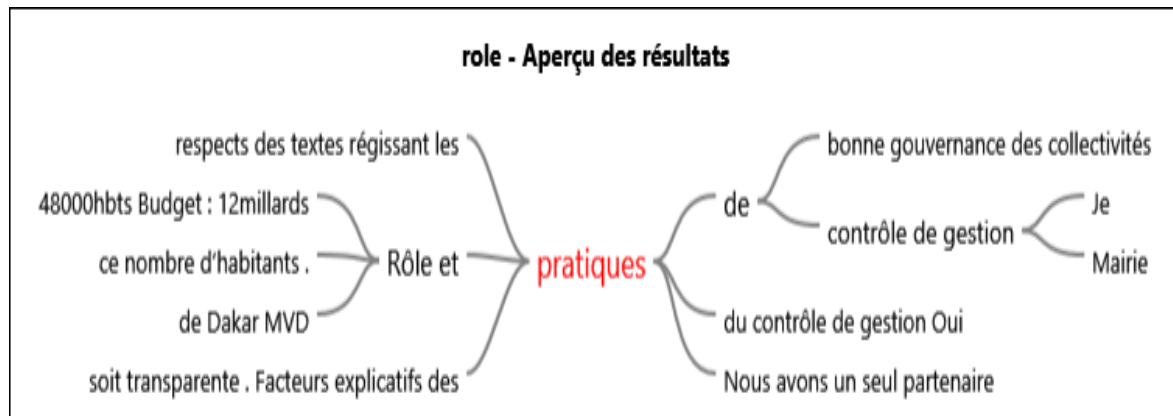 role - Aperçu des résultats
respects des textes régissant les
48000hbts Budget : 12millards
ce nombre d'habitants .
de Dakar MVD
Rôle et
soit transparente . Facteurs explicatifs des
pratiques
de
bonne gouvernance des collectivités
contrôle de gestion
Je
Mairie
du contrôle de gestion Oui
Nous avons un seul partenaire